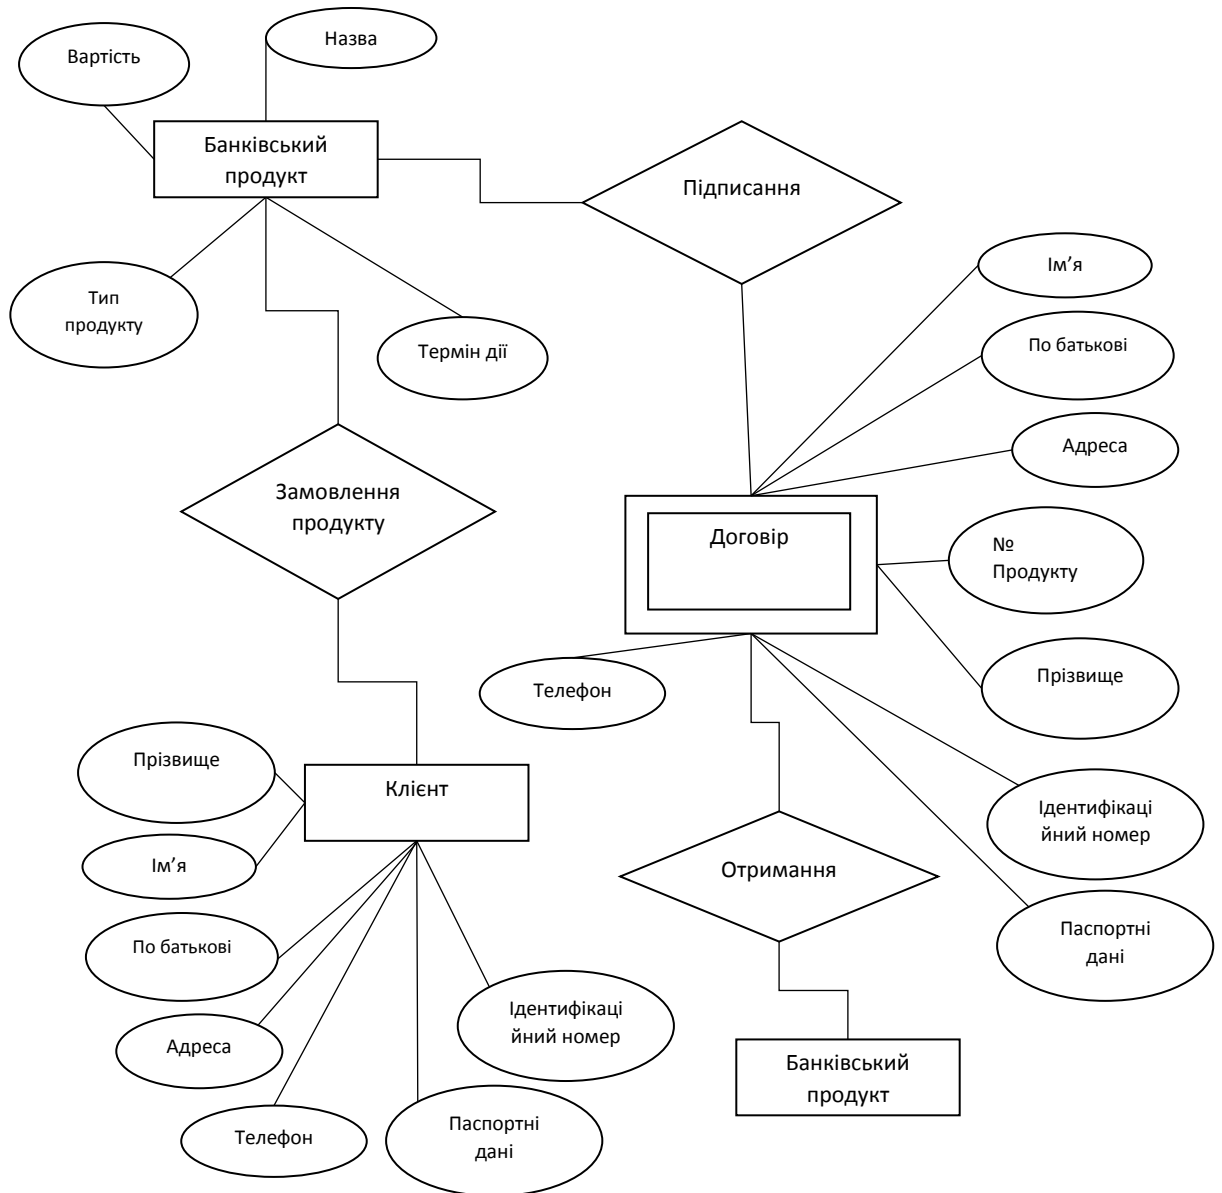 Назва
Вартість
Банківський
продукт
Підписання
Ім’я
Тип
продукту
Термін дії
По батькові
Адреса
Замовлення
продукту
Договір
№
Продукту
Телефон
Прізвище
Прізвище
Клієнт
Ідентифікаці
йний номер
Ім’я
Отримання
По батькові
Паспортні
дані
Ідентифікаці
йний номер
Адреса
Банківський
продукт
Телефон
Паспортні
дані